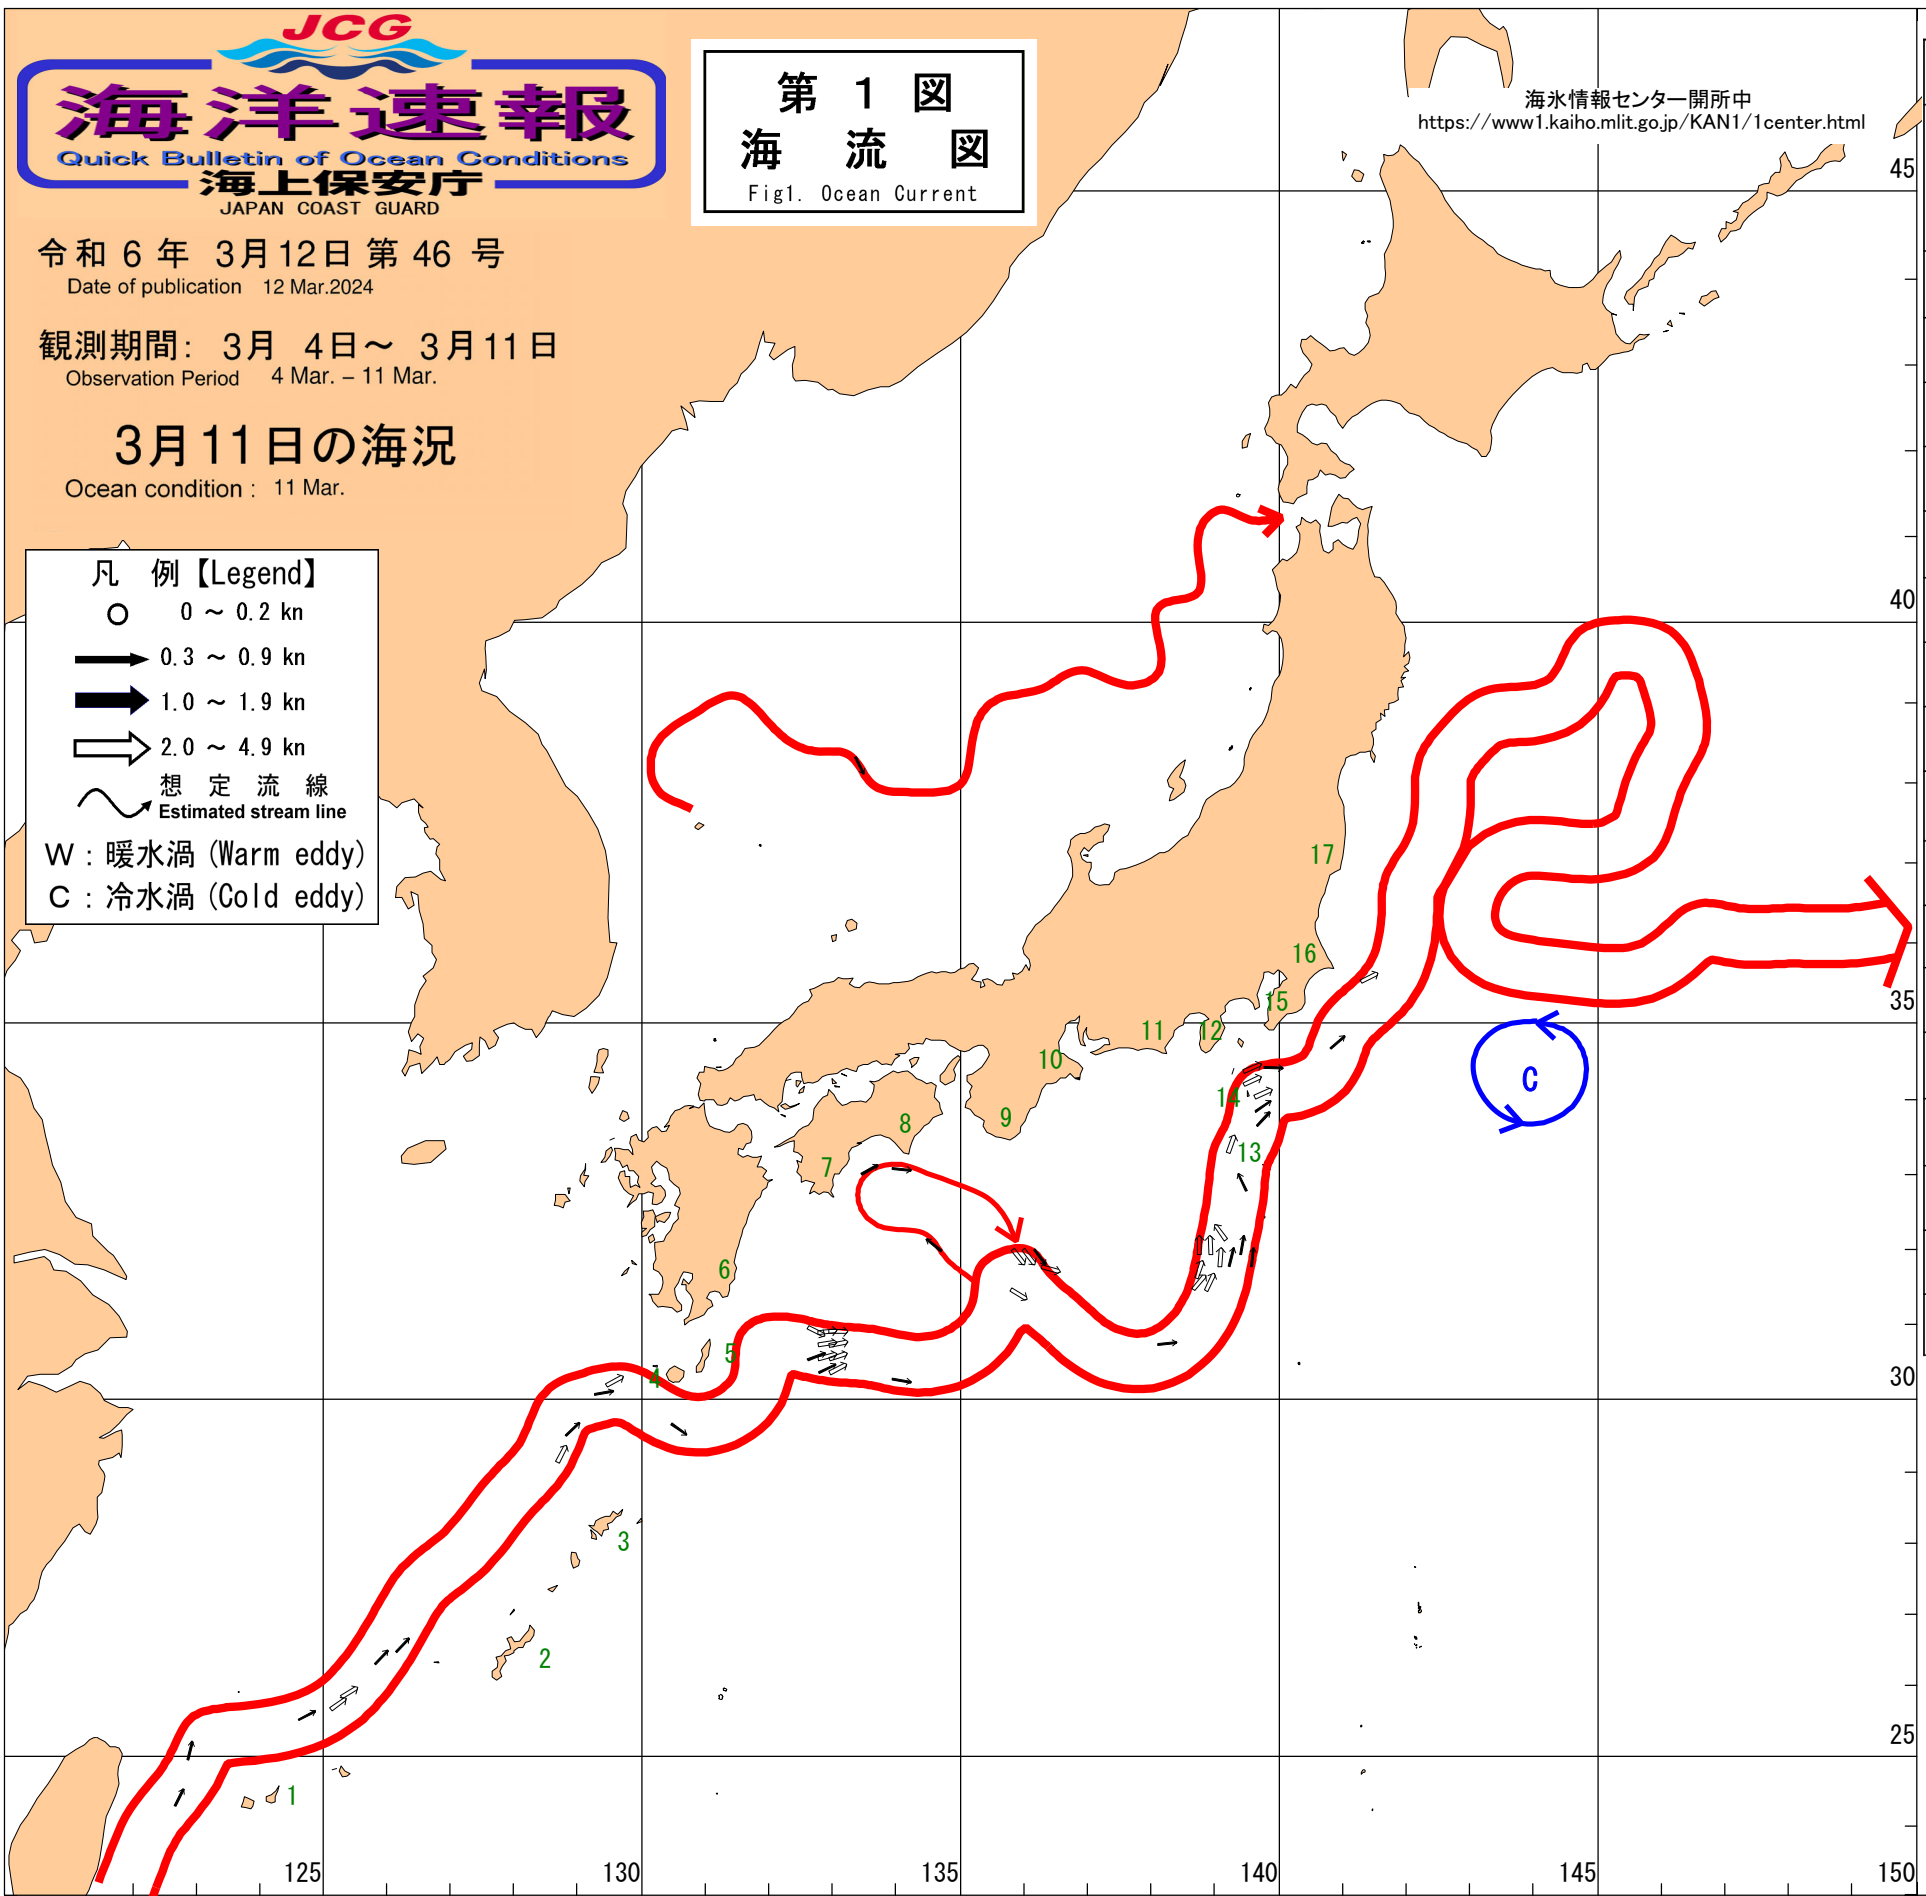 JCG
海洋速報
Quick Bulletin of Ocean Conditions
海上保安庁
JAPAN COAST GUARD
第 1 図
海 流 図
Fig1. Ocean Current
海氷情報センター開所中
https://www1.kaiho.mlit.go.jp/KAN1/1center.html
令和 6 年 3月12日 第 46 号
Date of publication 12 Mar.2024
観測期間: 3月 4日～ 3月11日
Observation Period 4 Mar. – 11 Mar.
3月11日の海況
Ocean condition : 11 Mar.
凡 例【Legend】
0 ～ 0.2 kn
0.3 ～ 0.9 kn
1.0 ～ 1.9 kn
2.0 ～ 4.9 kn
想 定 流 線
Estimated stream line
W : 暖水渦 (Warm eddy)
C : 冷水渦 (Cold eddy)
45
40
17
16
35
15
12
11
10
C
14
9
8
13
7
6
5
4
30
3
2
25
1
125
130
135
140
145
150